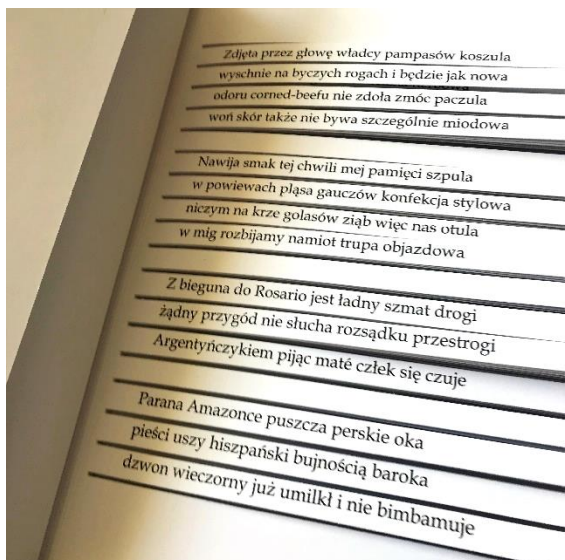 Zdjęta przez głowę władcy pampasów koszula
wyschnie na byczych rogach i będzie jak nowa
odoru corned-beefu nie zdoła zmóc paczula
woń skór także nie bywa szczególnie miodowa
Nawija smak tej chwili mej pamięci szpula
w powiewach pląsa gauczów konfekcja stylowa
niczym na krze golasów ziąb więc nas otula
w mig rozbijamy namiot trupa objazdowa
Z bieguna do Rosario jest ładny szmat drogi
żądny przygód nie słucha rozsądku przestrogi
Argentyńczykiem pijąc maté człek się czuje
Parana Amazonce puszcza perskie oka
pieści uszy hiszpański bujnością baroka
dzwon wieczorny już umilkł i nie bimbamuje